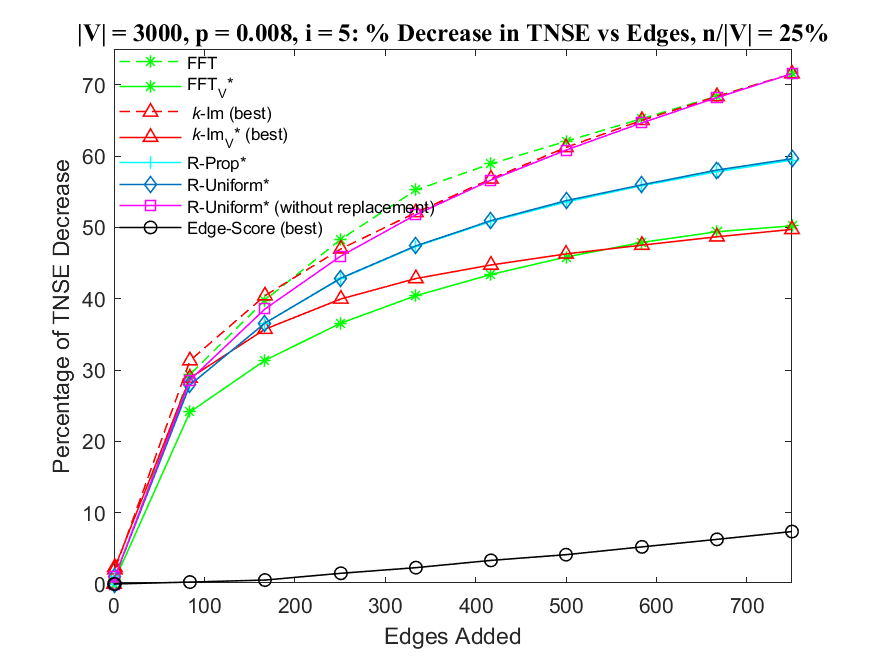 |V| = 3000, p = 0.008, i = 5: % Decrease in TNSE vs Edges, n/|V| = 25%
FFT
FFT_V*
k-Im (best)
k-Im_V* (best)
R-Prop*
R-Uniform*
R-Uniform* (without replacement)
Edge-Score (best)
Percentage of TNSE Decrease
70
60
50
40
30
20
10
0
0 100 200 300 400 500 600 700
Edges Added